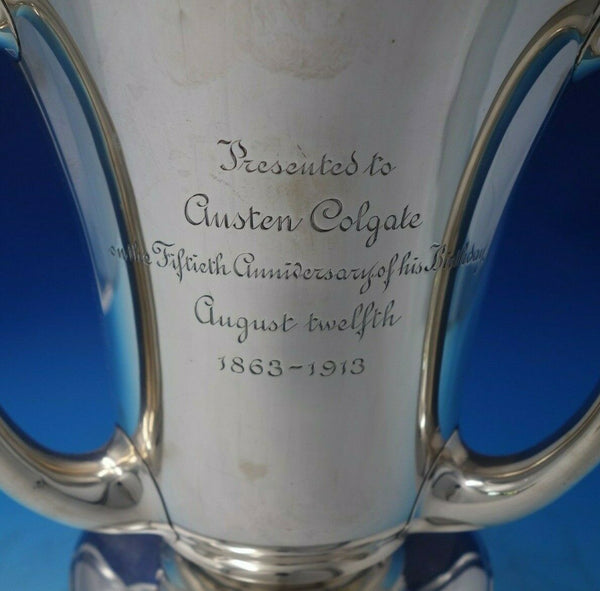 Presented to
Austen Colgate
on the Fiftieth Anniversary of his Birthday
August twelfth
1863-1913